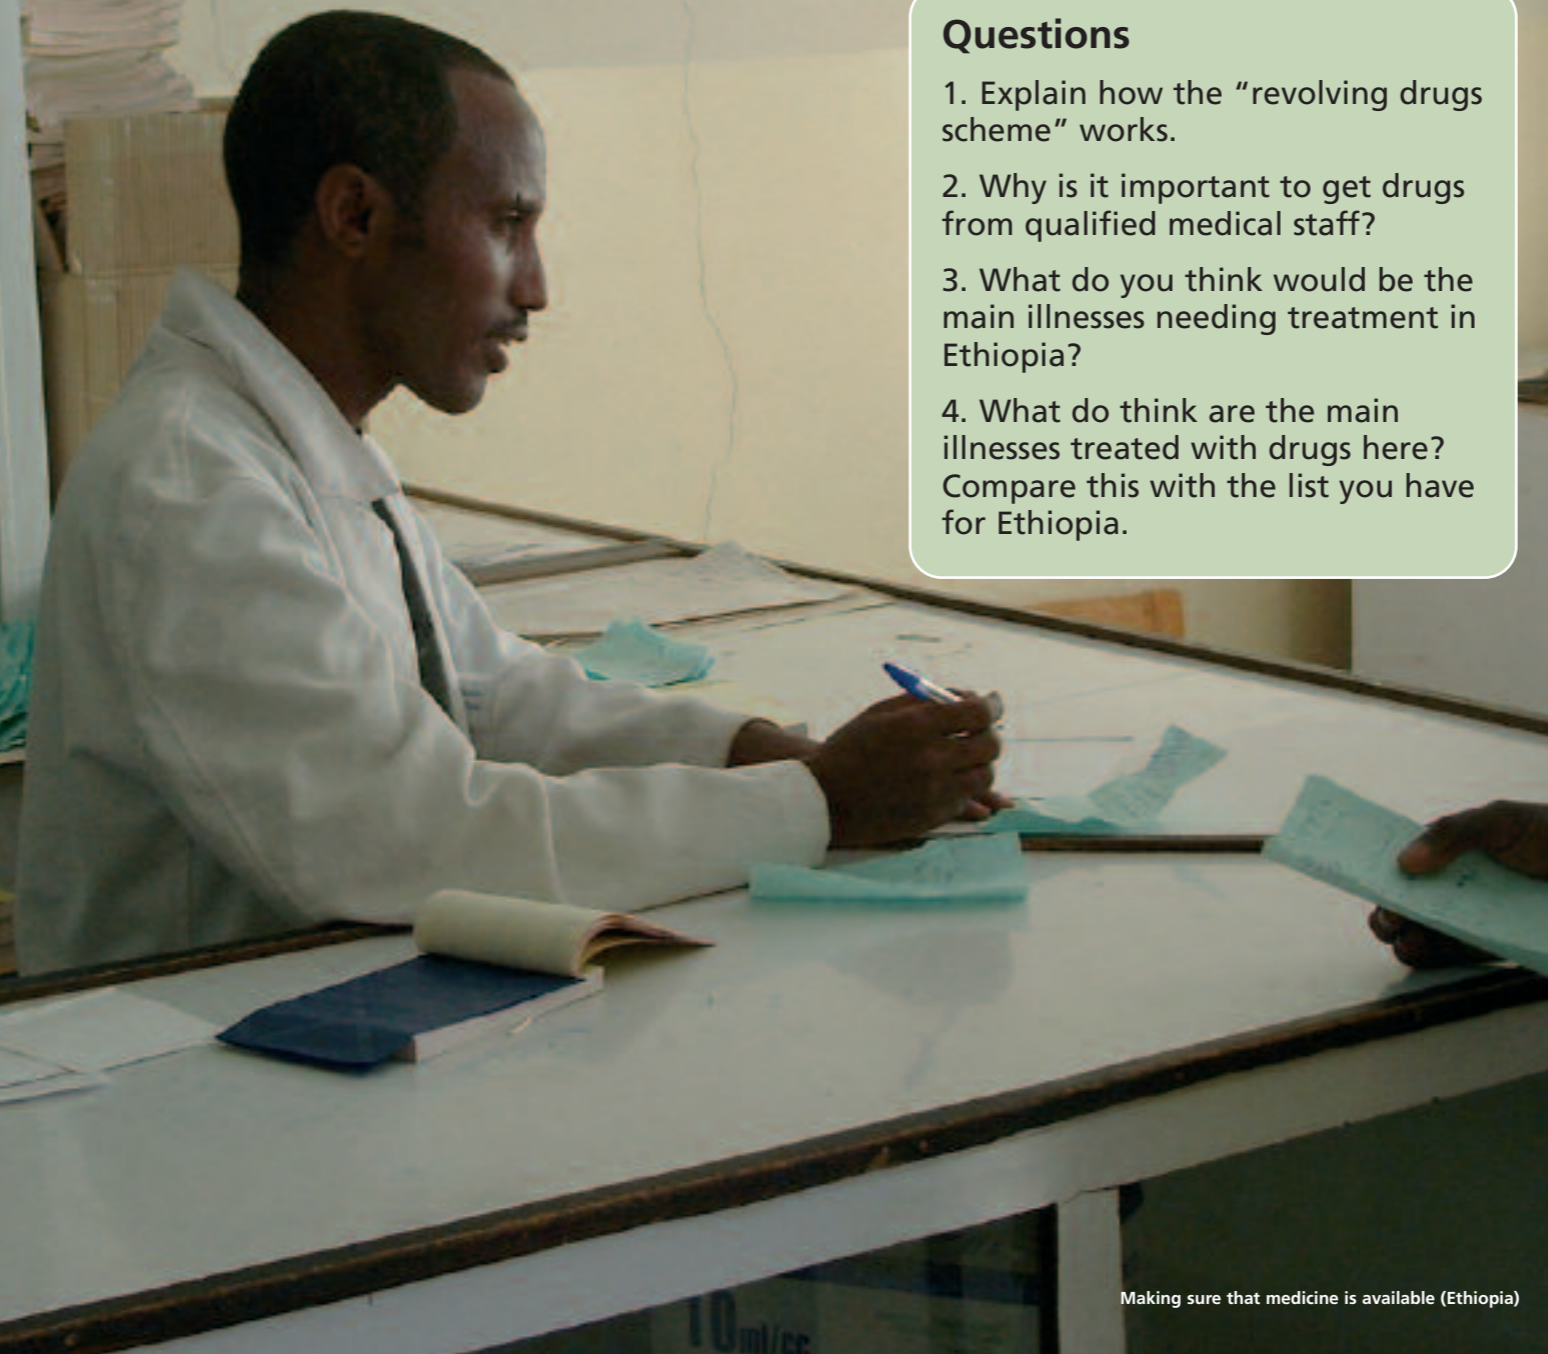 Questions
1. Explain how the “revolving drugs
scheme” works.
2. Why is it important to get drugs
from qualified medical staff?
3. What do you think would be the
main illnesses needing treatment in
Ethiopia?
4. What do think are the main
illnesses treated with drugs here?
Compare this with the list you have
for Ethiopia.
Making sure that medicine is available (Ethiopia)
10ml/cc